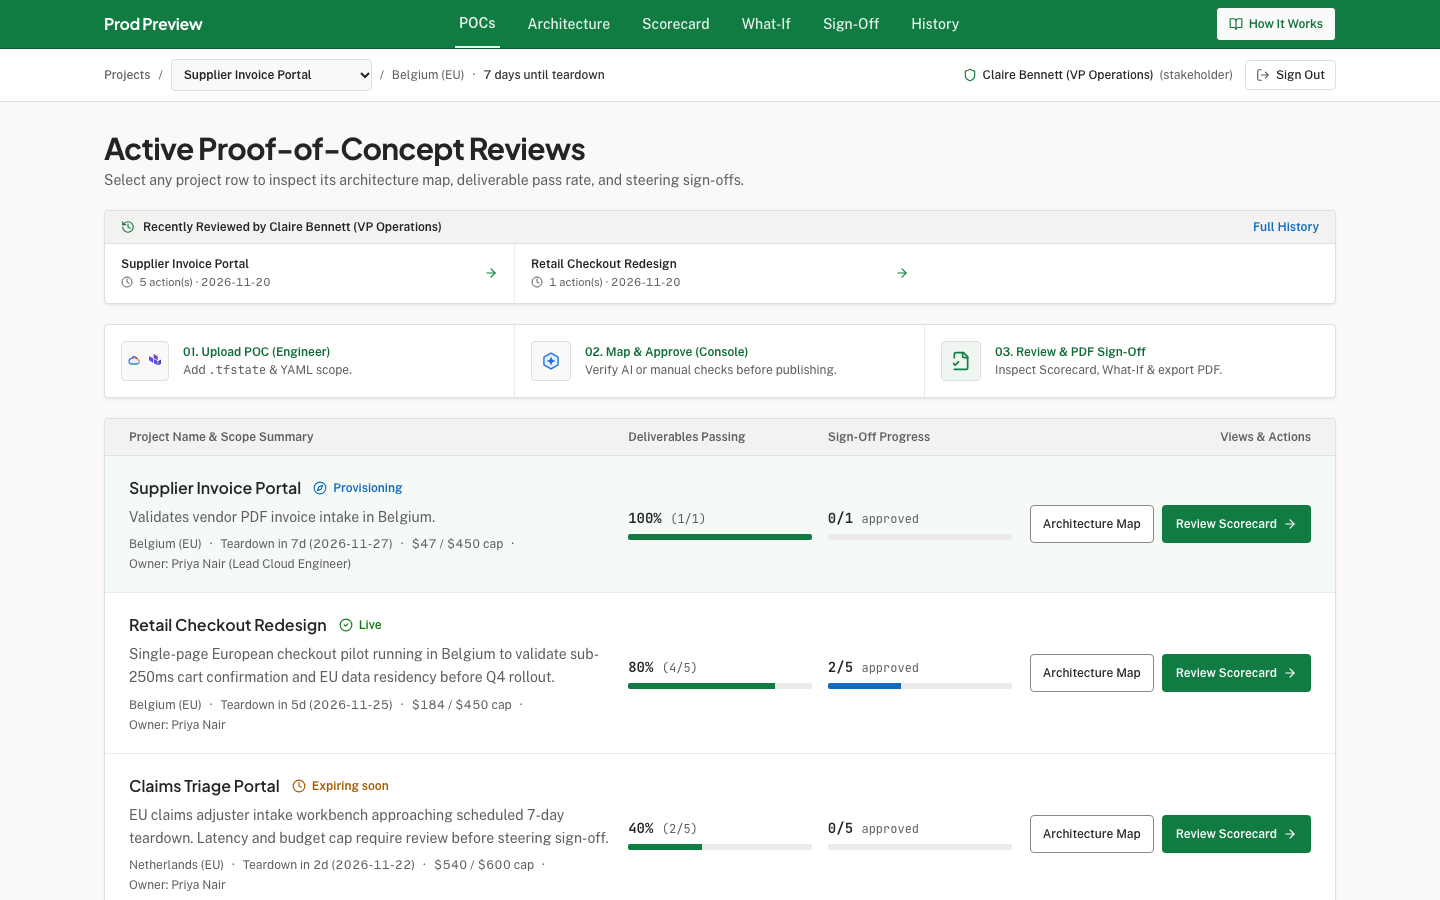 Prod Preview
POCs
Architecture
Scorecard
What-If
Sign-Off
History
How It Works
Projects / Supplier Invoice Portal / Belgium (EU) · 7 days until teardown
Claire Bennett (VP Operations) (stakeholder)
Sign Out
Active Proof-of-Concept Reviews
Select any project row to inspect its architecture map, deliverable pass rate, and steering sign-offs.
Recently Reviewed by Claire Bennett (VP Operations)
Full History
Supplier Invoice Portal
5 action(s) · 2026-11-20
Retail Checkout Redesign
1 action(s) · 2026-11-20
01. Upload POC (Engineer)
Add .tfstate & YAML scope.
02. Map & Approve (Console)
Verify AI or manual checks before publishing.
03. Review & PDF Sign-Off
Inspect Scorecard, What-If & export PDF.
Project Name & Scope Summary
Deliverables Passing
Sign-Off Progress
Views & Actions
Supplier Invoice Portal
Provisioning
Validates vendor PDF invoice intake in Belgium.
Belgium (EU) · Teardown in 7d (2026-11-27) · $47 / $450 cap ·
Owner: Priya Nair (Lead Cloud Engineer)
100% (1/1)
0/1 approved
Architecture Map
Review Scorecard
Retail Checkout Redesign
Live
Single-page European checkout pilot running in Belgium to validate sub-
250ms cart confirmation and EU data residency before Q4 rollout.
Belgium (EU) · Teardown in 5d (2026-11-25) · $184 / $450 cap ·
Owner: Priya Nair
80% (4/5)
2/5 approved
Architecture Map
Review Scorecard
Claims Triage Portal
Expiring soon
EU claims adjuster intake workbench approaching scheduled 7-day
teardown. Latency and budget cap require review before steering sign-off.
Netherlands (EU) · Teardown in 2d (2026-11-22) · $540 / $600 cap ·
Owner: Priya Nair
40% (2/5)
0/5 approved
Architecture Map
Review Scorecard